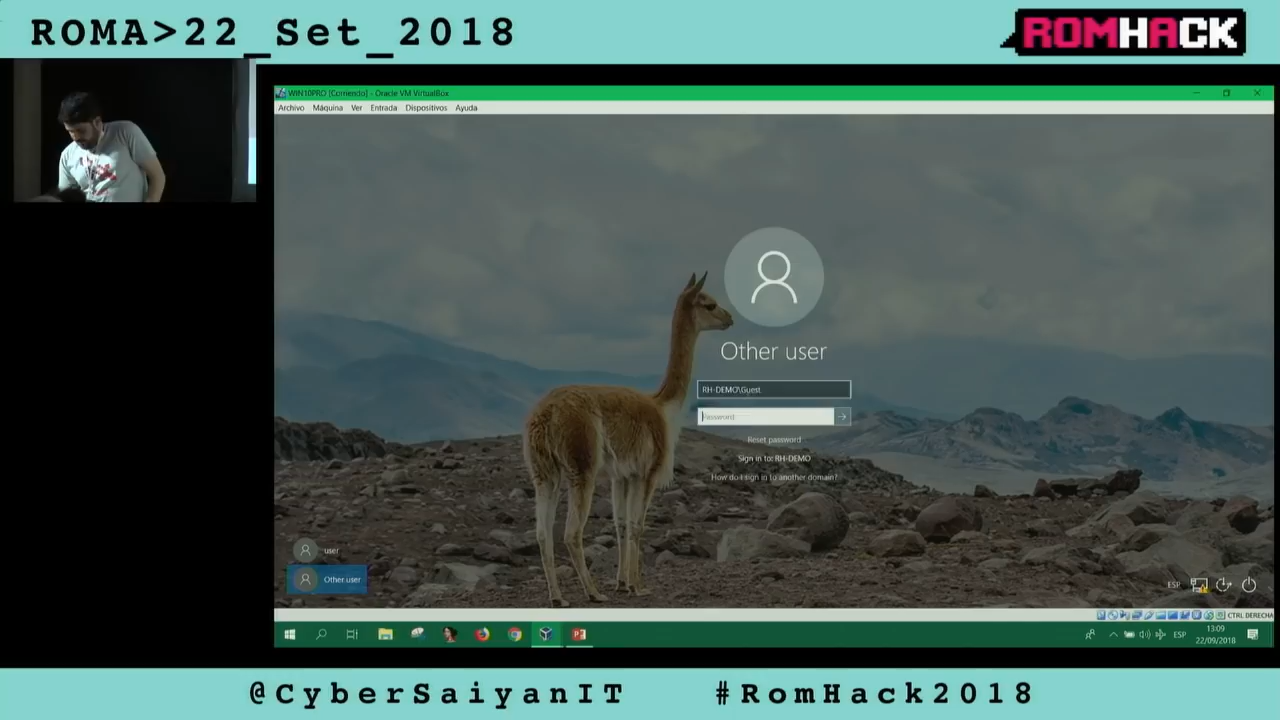 ROMA>22_Set_2018
ROMHACK
WIN10PRO [Corriendo] - Oracle VM VirtualBox
Archivo Máquina Ver Entrada Dispositivos Ayuda
Other user
RH-DEMO\Guest
Password
Reset password
Sign in to: RH-DEMO
How do I sign in to another domain?
user
Other user
ESP
CTRL DERECHA
ESP
13:09
22/09/2018
@CyberSaiyanIT #RomHack2018